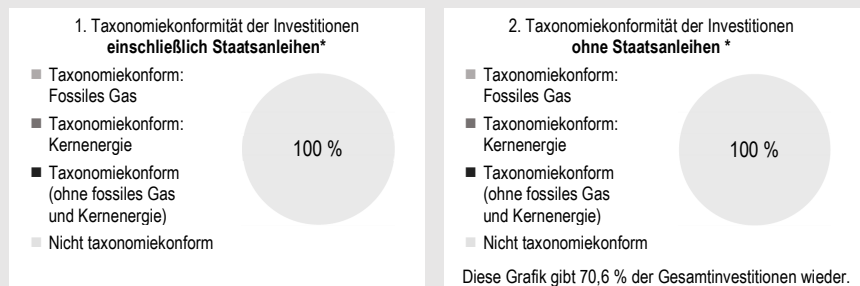 1. Taxonomiekonformität der Investitionen
einschließlich Staatsanleihen*
Taxonomiekonform:
Fossiles Gas
Taxonomiekonform:
Kernenergie
Taxonomiekonform
(ohne fossiles Gas
und Kernenergie)
Nicht taxonomiekonform
100 %
2. Taxonomiekonformität der Investitionen
ohne Staatsanleihen *
Taxonomiekonform:
Fossiles Gas
Taxonomiekonform:
Kernenergie
Taxonomiekonform
(ohne fossiles Gas
und Kernenergie)
Nicht taxonomiekonform
100 %
Diese Grafik gibt 70,6 % der Gesamtinvestitionen wieder.